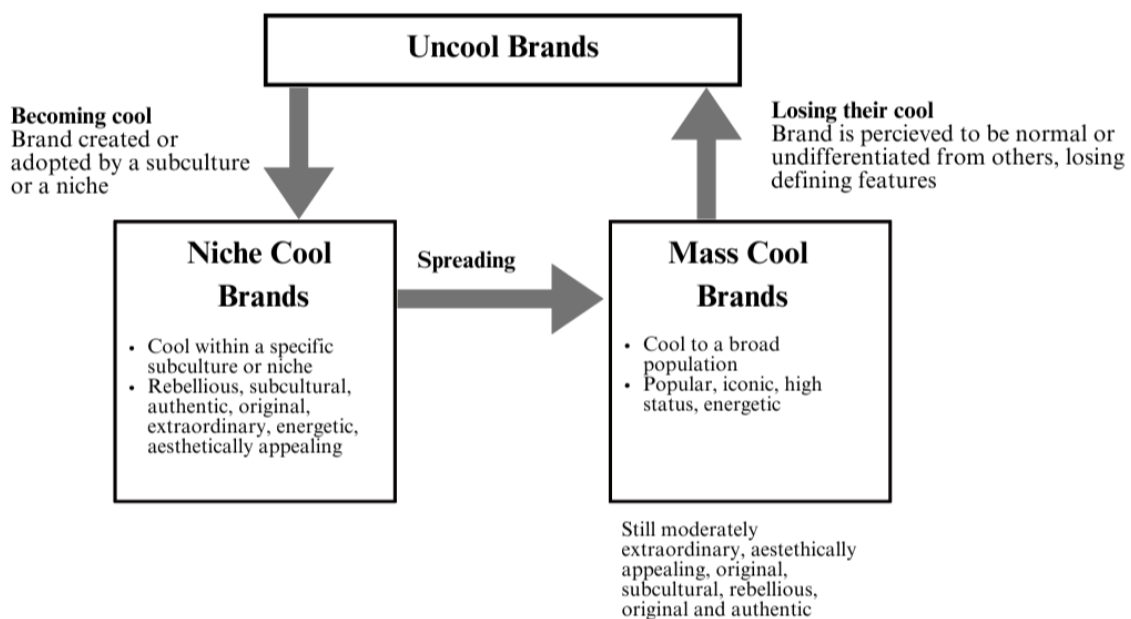 Uncool Brands
Becoming cool
Brand created or
adopted by a subculture
or a niche
Losing their cool
Brand is percieved to be normal or
undifferentiated from others, losing
defining features
Niche Cool
Brands
• Cool within a specific
subculture or niche
• Rebellious, subcultural,
authentic, original,
extraordinary, energetic,
aesthetically appealing
Spreading
Mass Cool
Brands
• Cool to a broad
population
• Popular, iconic, high
status, energetic
Still moderately
extraordinary, aestethically
appealing, original,
subcultural, rebellious,
original and authentic